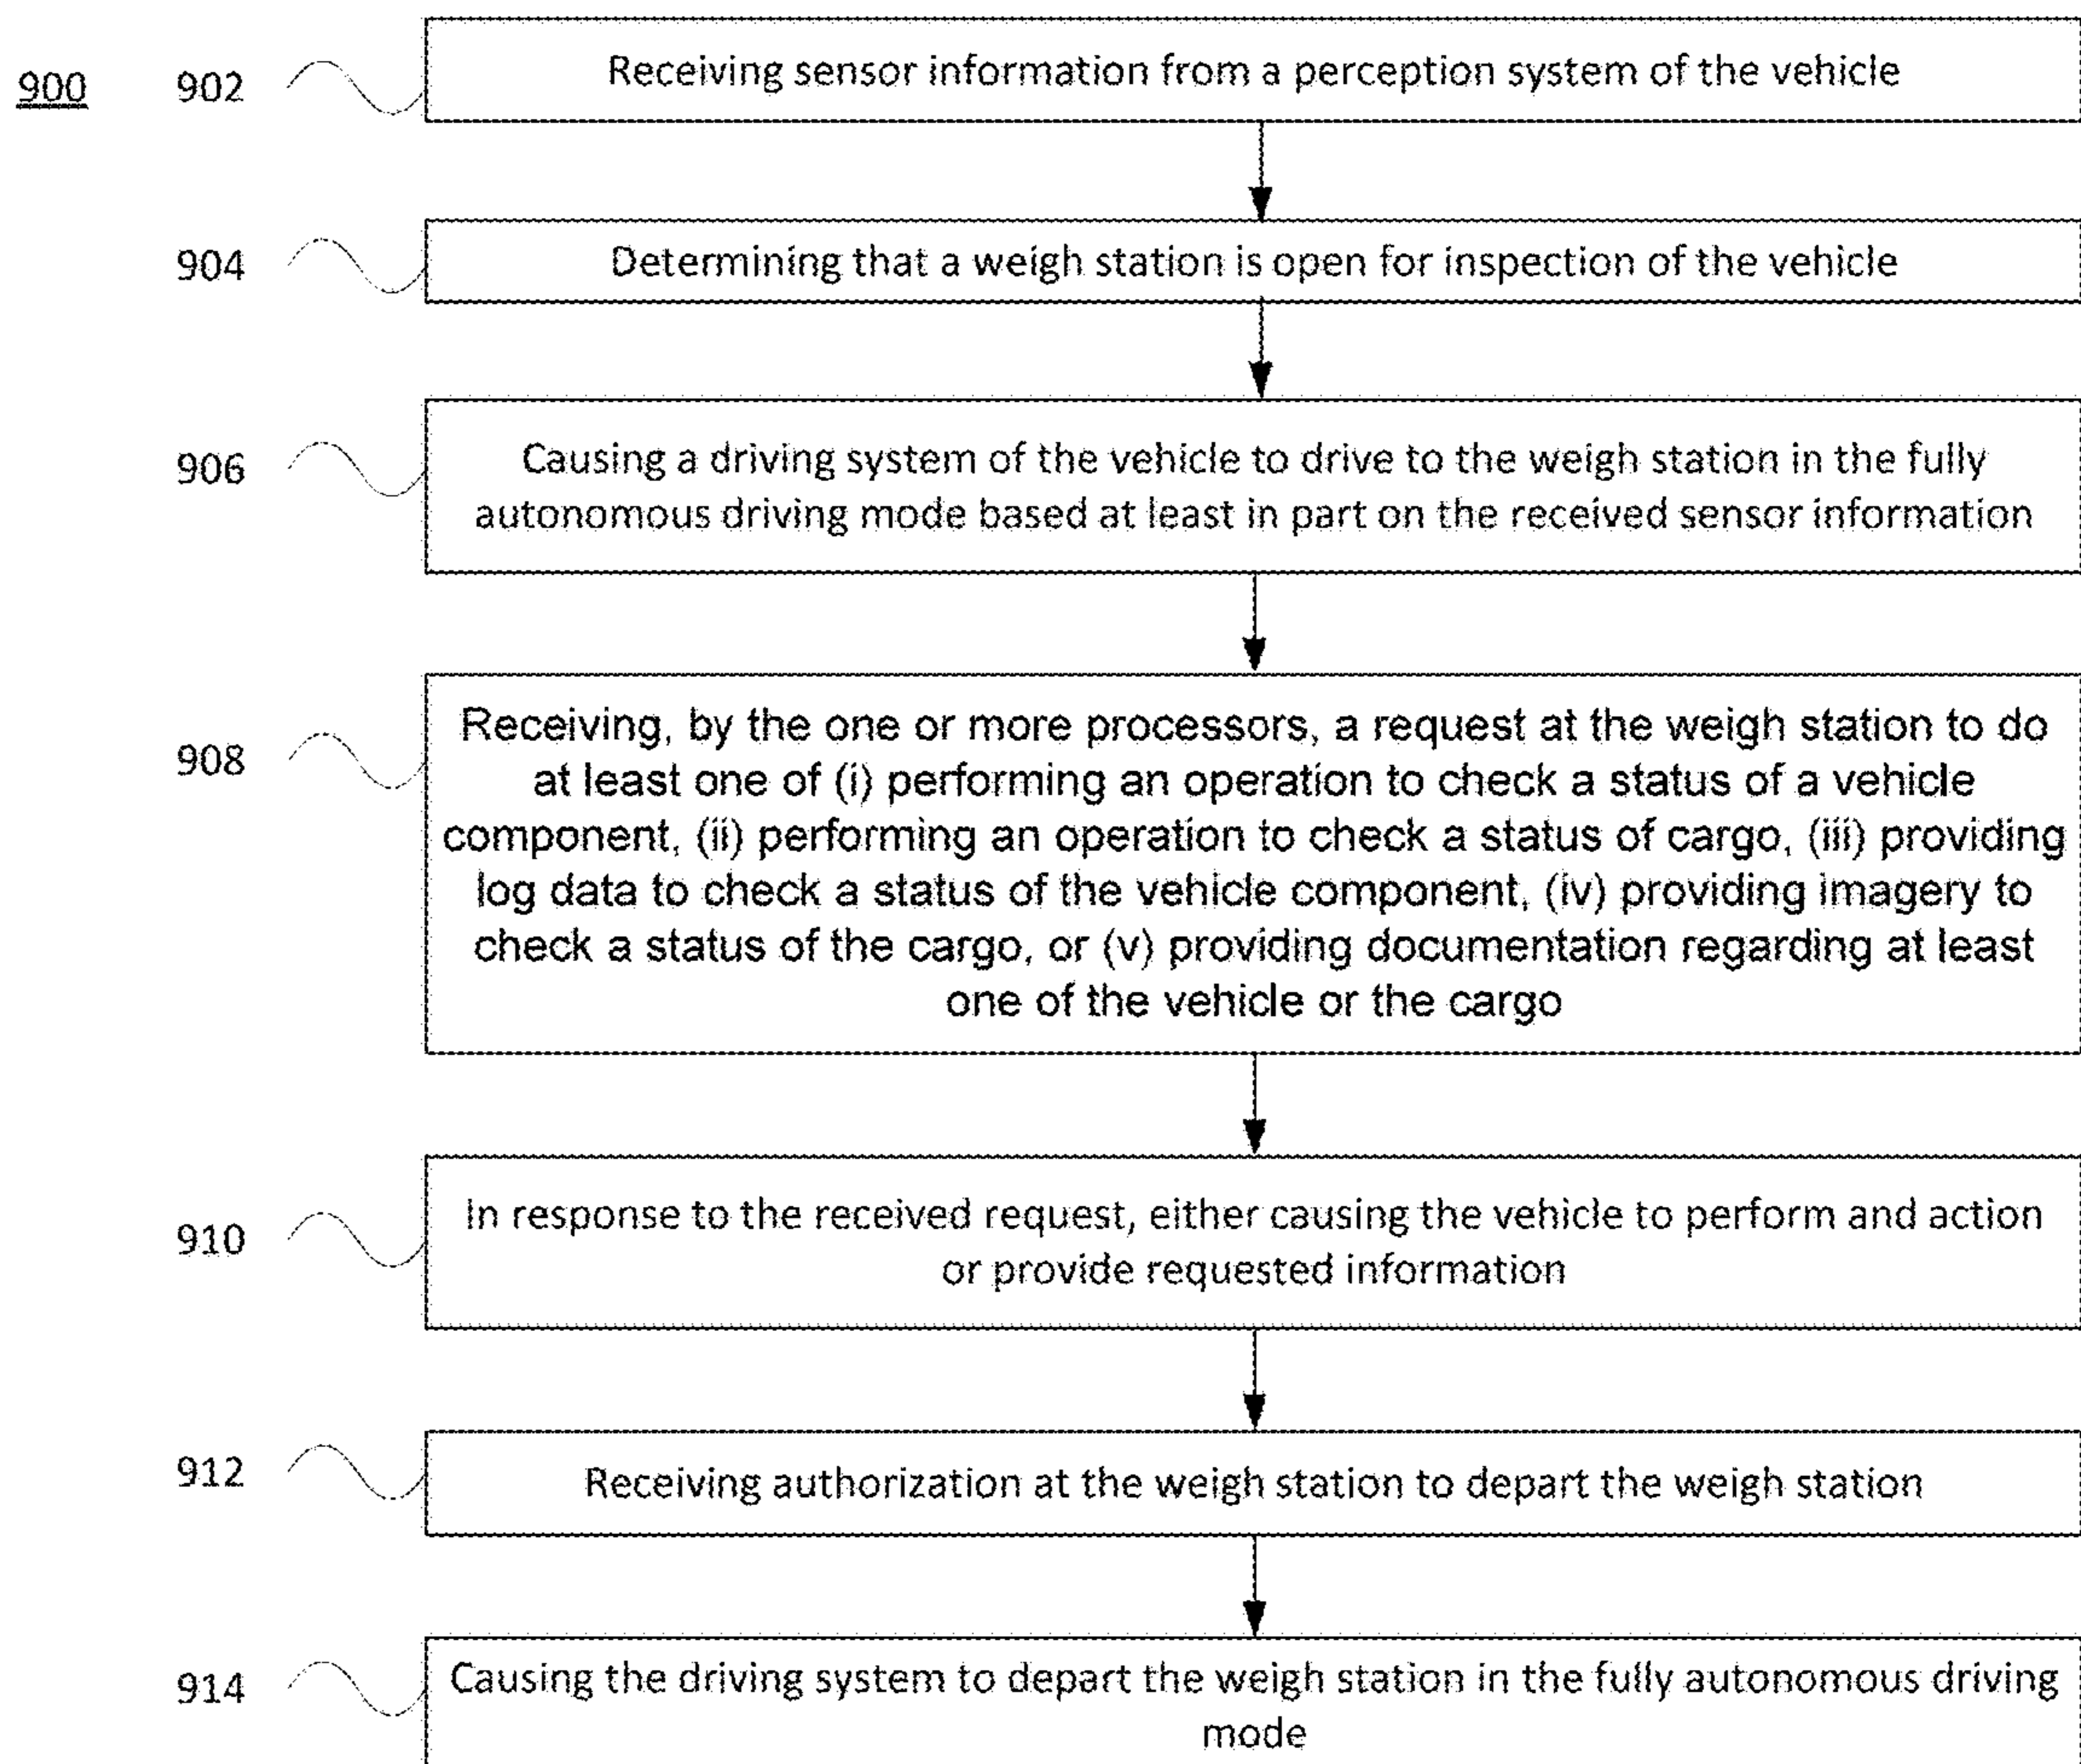 900
902
Receiving sensor information from a perception system of the vehicle
904
Determining that a weigh station is open for inspection of the vehicle
906
Causing a driving system of the vehicle to drive to the weigh station in the fully
autonomous driving mode based at least in part on the received sensor information
908
Receiving, by the one or more processors, a request at the weigh station to do
at least one of (i) performing an operation to check a status of a vehicle
component, (ii) performing an operation to check a status of cargo, (iii) providing
log data to check a status of the vehicle component, (iv) providing imagery to
check a status of the cargo, or (v) providing documentation regarding at least
one of the vehicle or the cargo
910
In response to the received request, either causing the vehicle to perform and action
or provide requested information
912
Receiving authorization at the weigh station to depart the weigh station
914
Causing the driving system to depart the weigh station in the fully autonomous driving
mode